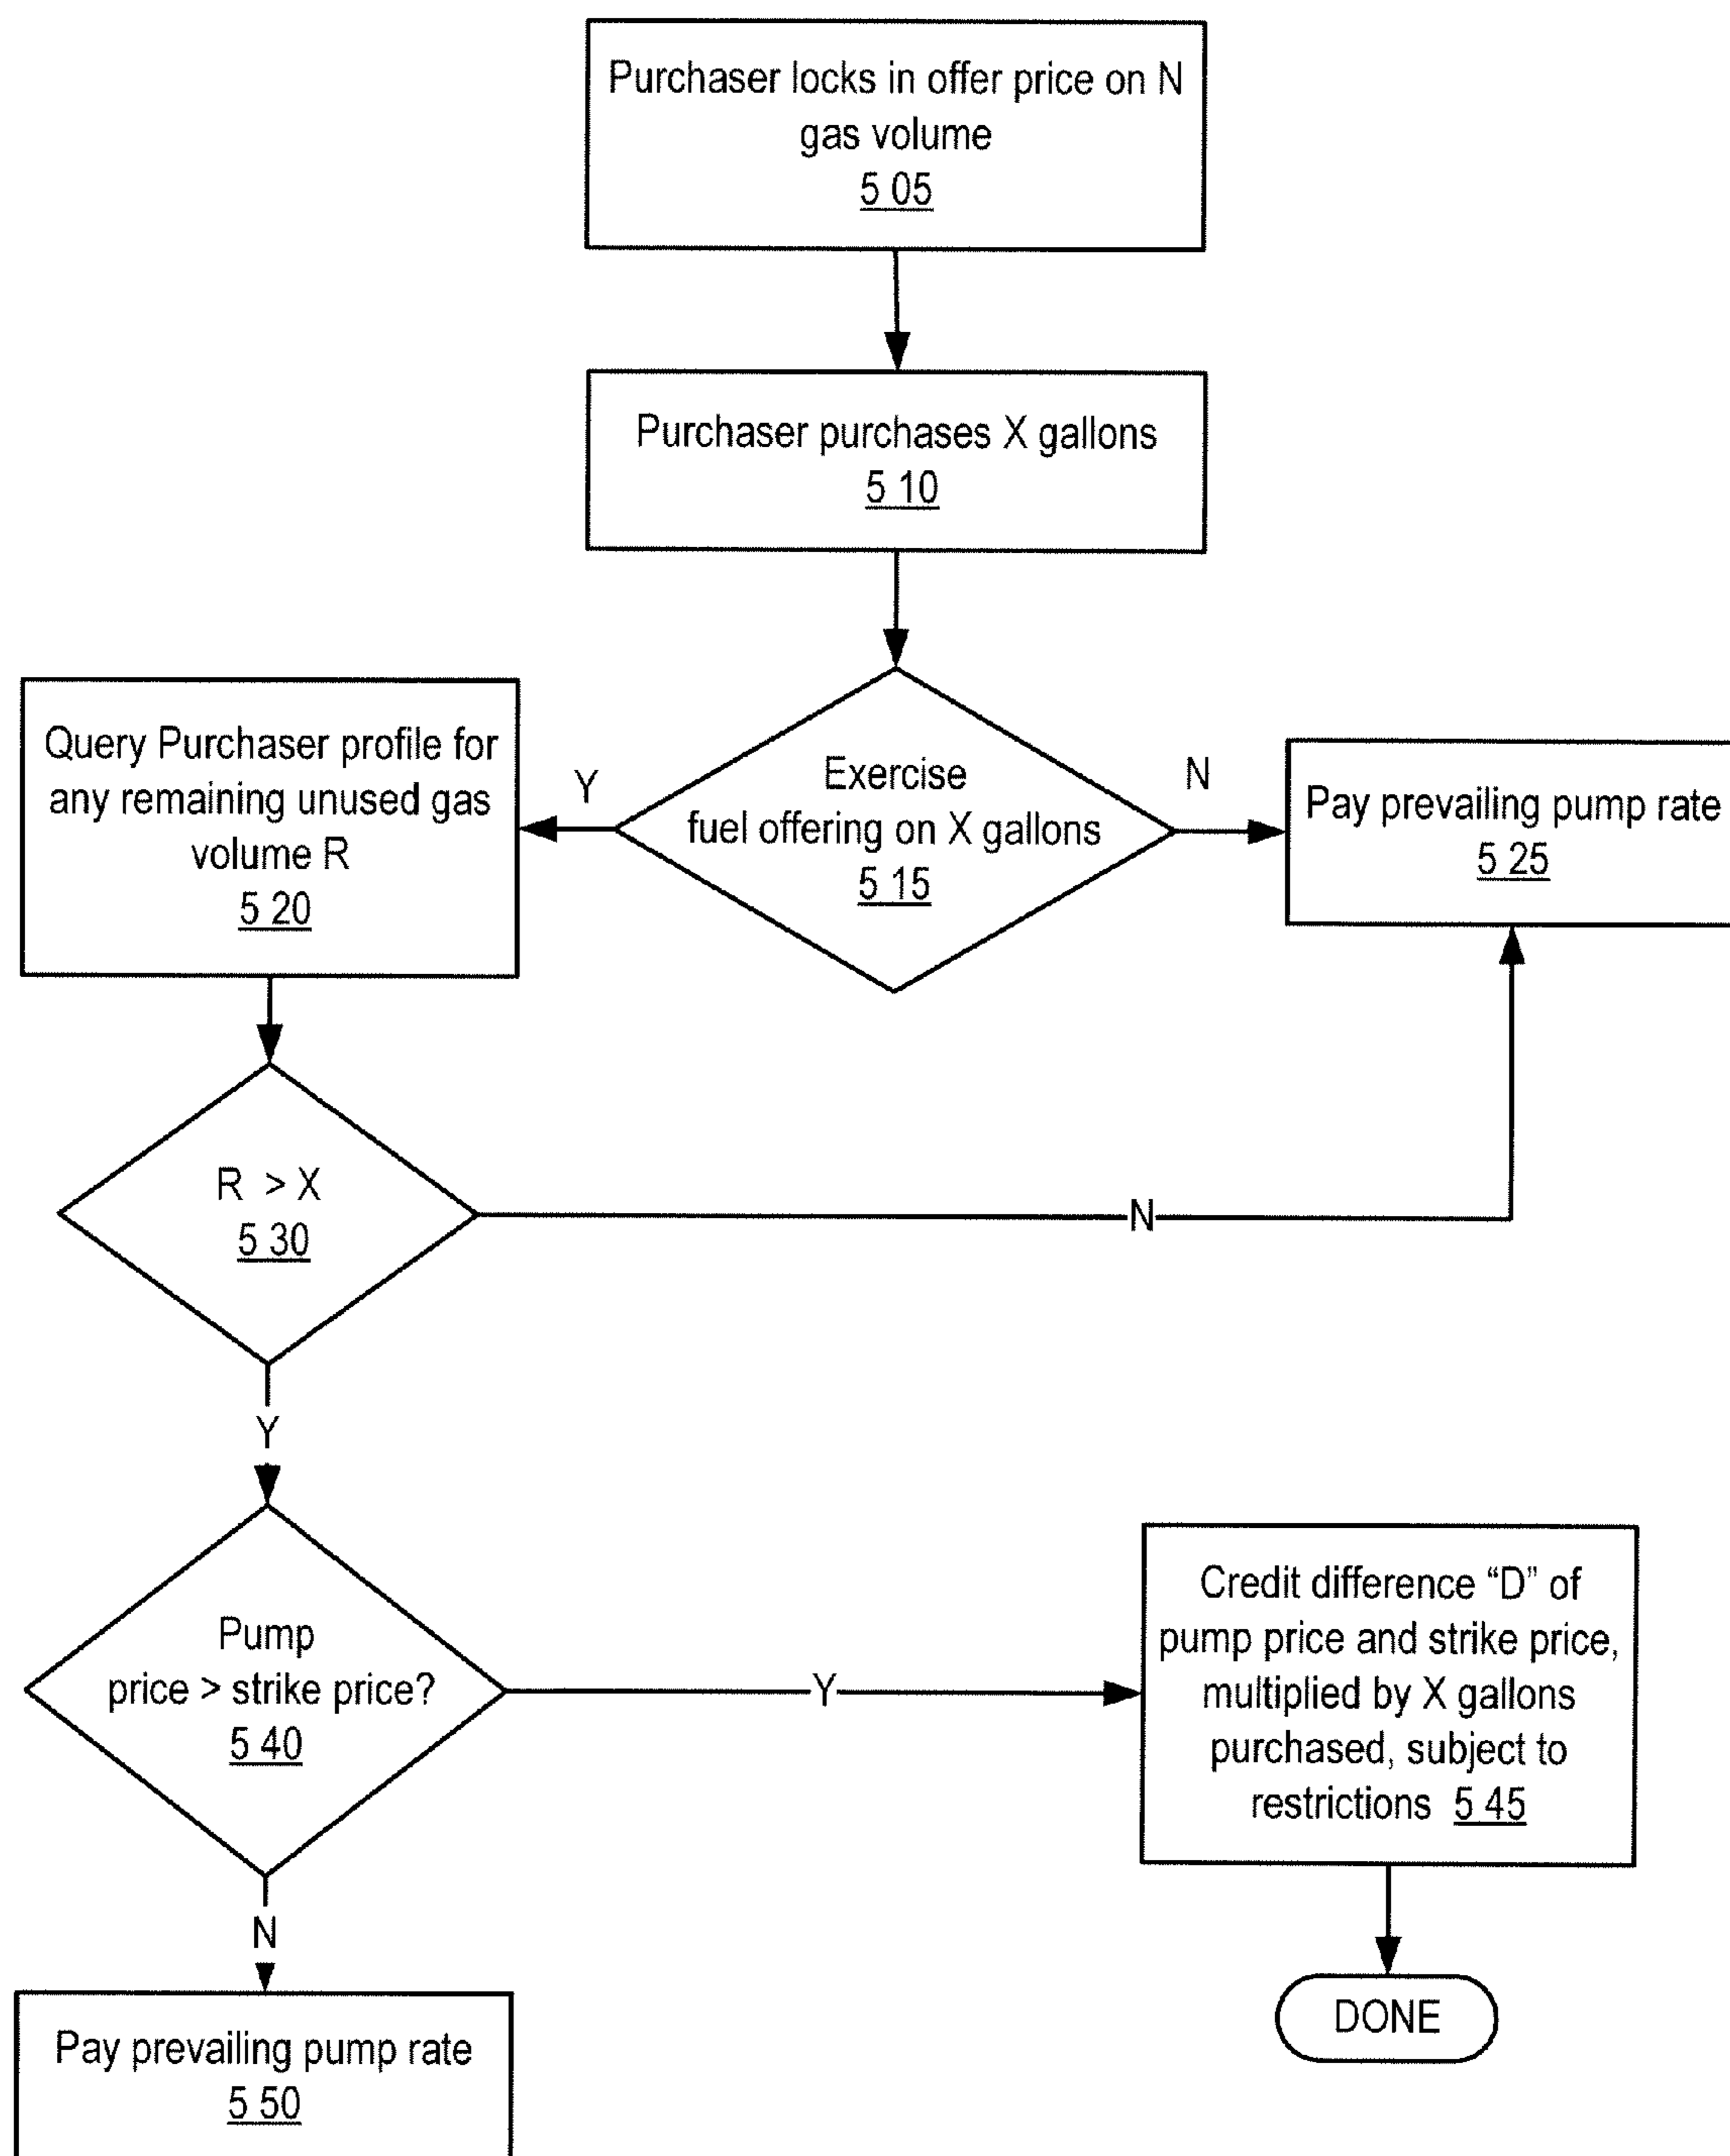 Purchaser locks in offer price on N
gas volume
5 05
Purchaser purchases X gallons
5 10
Exercise
fuel offering on X gallons
5 15
Y
N
Query Purchaser profile for
any remaining unused gas
volume R
5 20
Pay prevailing pump rate
5 25
R > X
5 30
N
Y
Pump
price > strike price?
5 40
Y
N
Credit difference “D” of
pump price and strike price,
multiplied by X gallons
purchased, subject to
restrictions 5 45
DONE
Pay prevailing pump rate
5 50